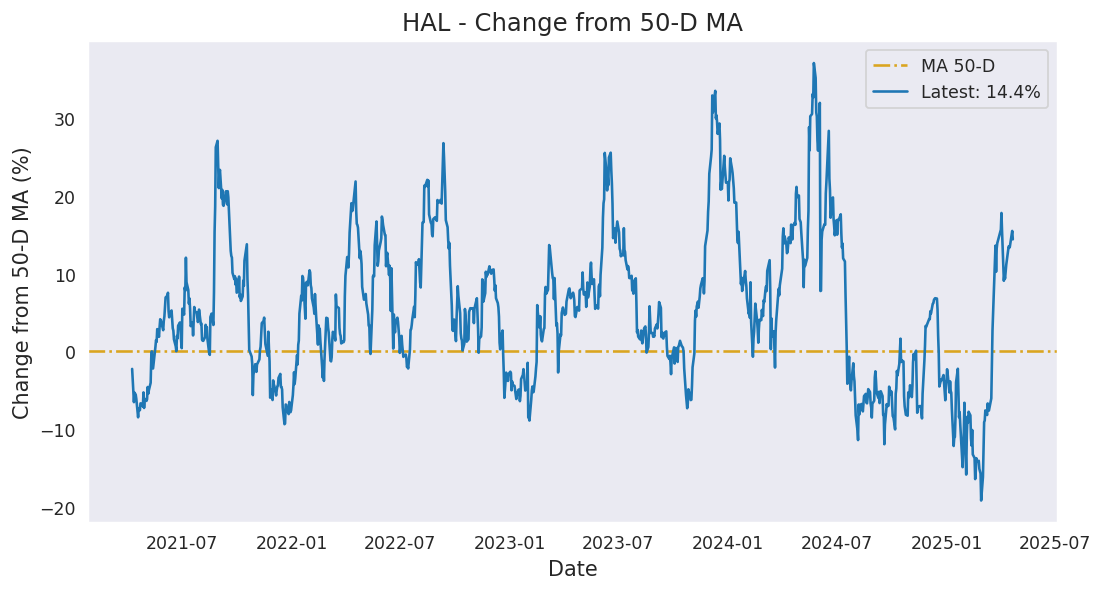 HAL - Change from 50-D MA
MA 50-D
Latest: 14.4%
Change from 50-D MA (%)
30
20
10
0
−10
−20
2021-07 2022-01 2022-07 2023-01 2023-07 2024-01 2024-07 2025-01 2025-07
Date